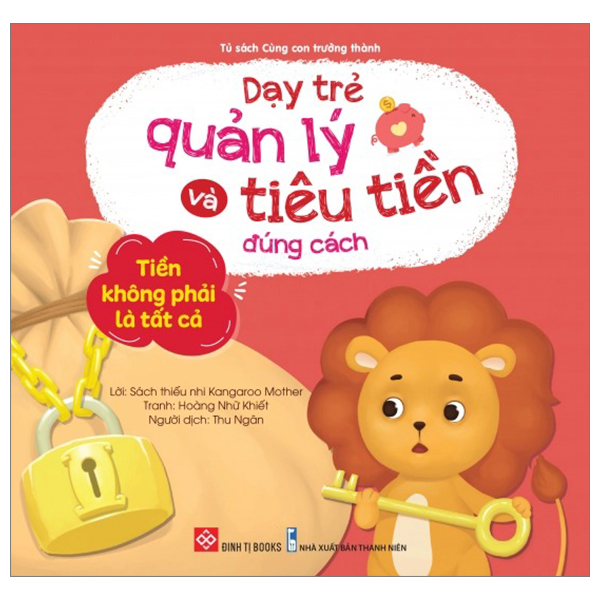 Tủ sách Cùng con trưởng thành
Dạy trẻ
quản lý
và tiêu tiền
đúng cách
Tiền
không phải
là tất cả
Lời: Sách thiếu nhi Kangaroo Mother
Tranh: Hoàng Nhữ Khiết
Người dịch: Thu Ngân
ĐINH TỊ BOOKS
NHÀ XUẤT BẢN THANH NIÊN